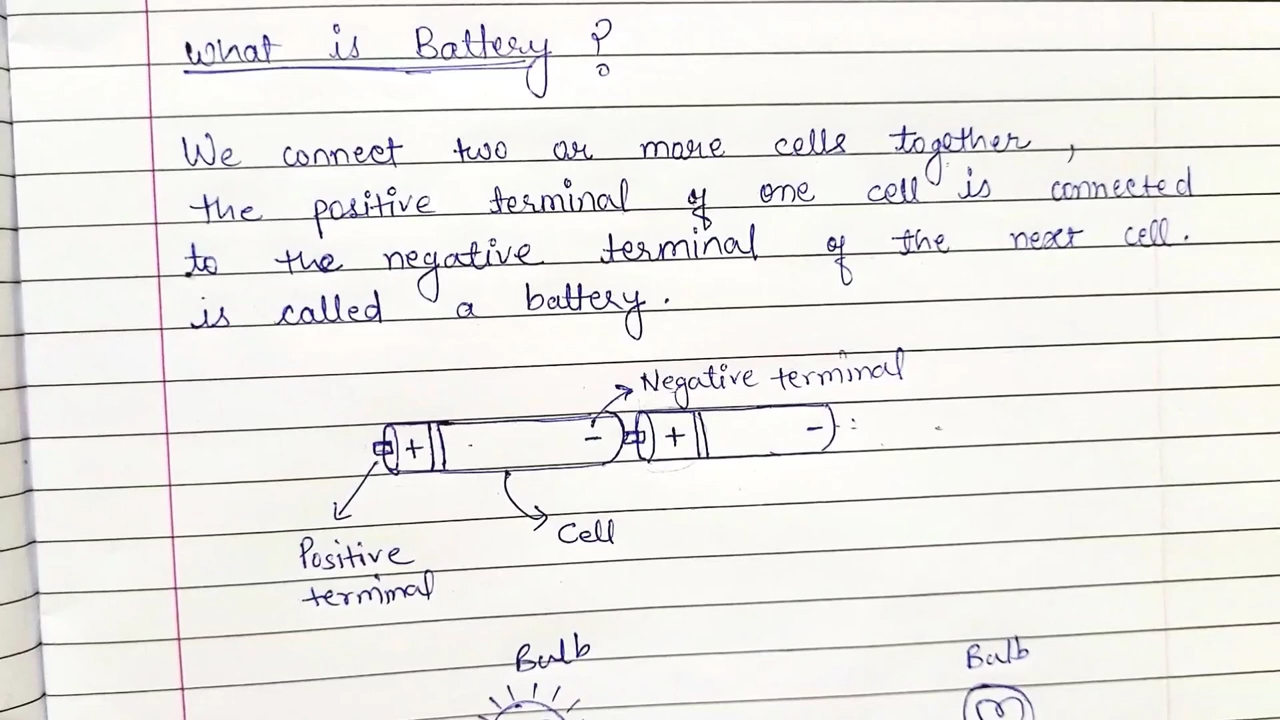 What is Battery ?
We connect two or more cells together,
the positive terminal of one cell is connected
to the negative terminal of the next cell.
is called a battery.
Negative terminal
+ - + -
Cell
Positive
terminal
Bulb Bulb